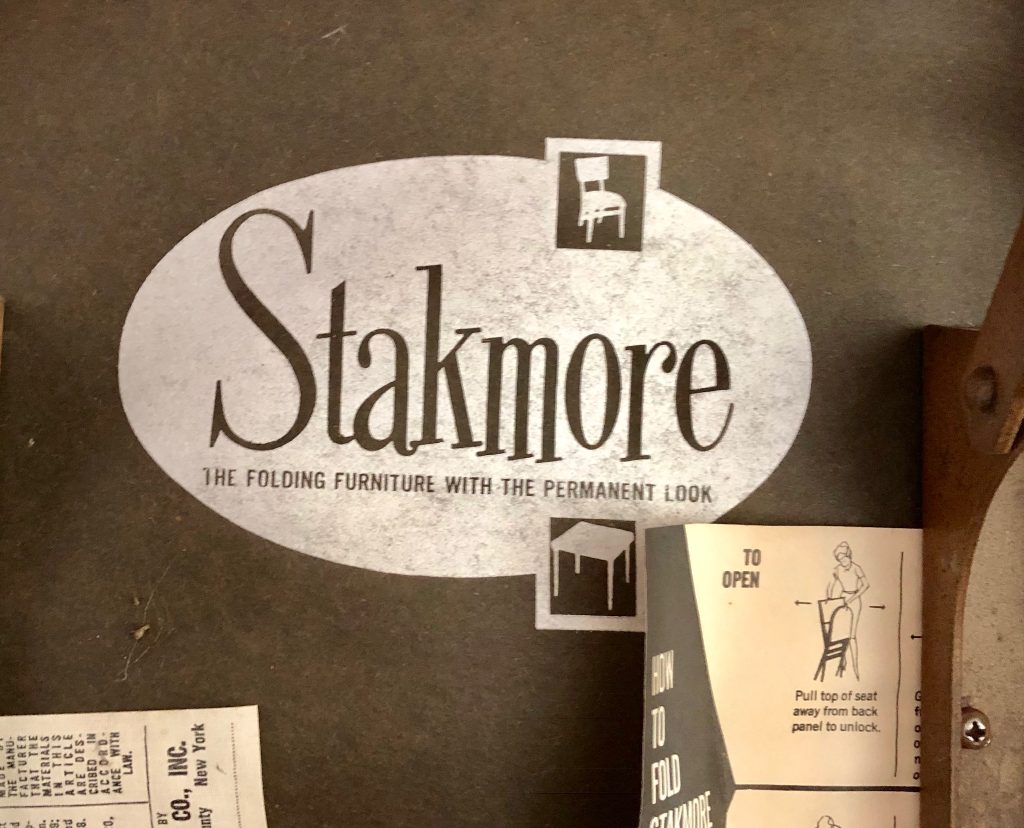 Stakmore
THE FOLDING FURNITURE WITH THE PERMANENT LOOK
TO
OPEN
Pull top of seat
away from back
panel to unlock.
HOW
TO
FOLD
STAKMORE
THE MANU-
FACTURER
THAT THE
MATERIALS
IN THIS
ARTICLE
ARE DES-
CRIBED IN
ACCORD-
ANCE WITH
LAW.
BY
CO., INC.
New York